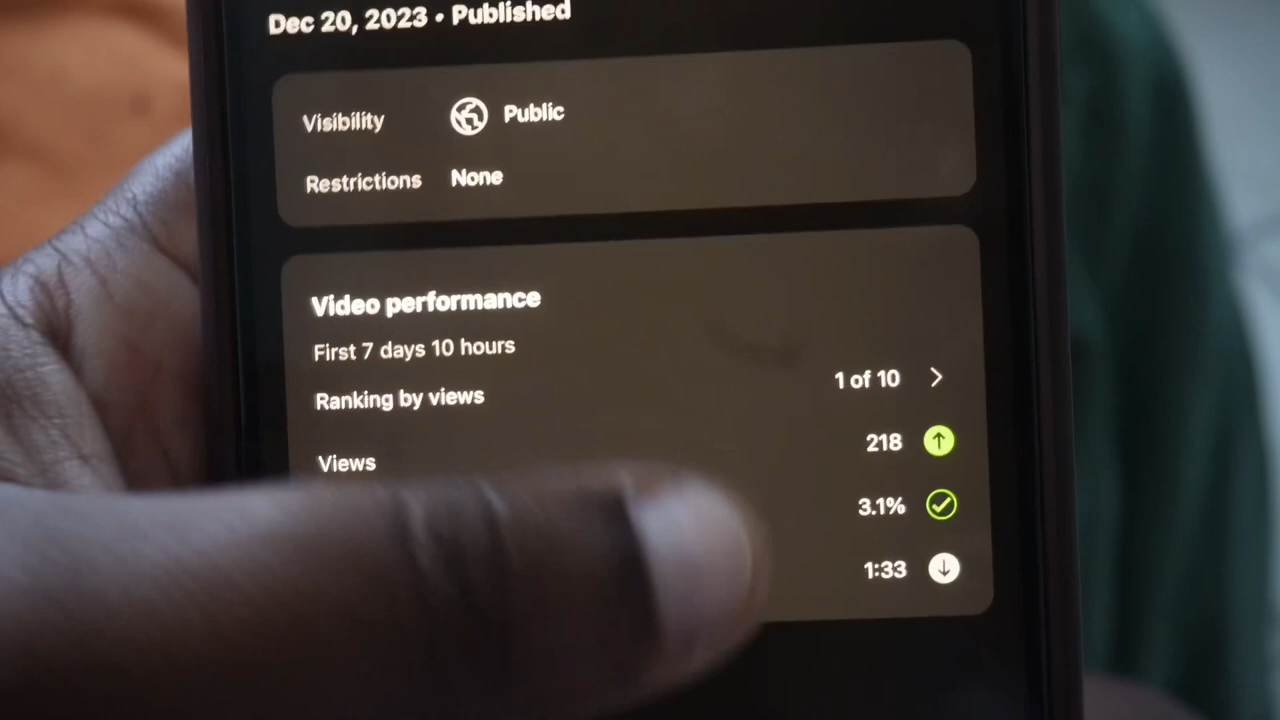 Dec 20, 2023 • Published
Visibility Public
Restrictions None
Video performance
First 7 days 10 hours
Ranking by views 1 of 10
Views 218
3.1%
1:33